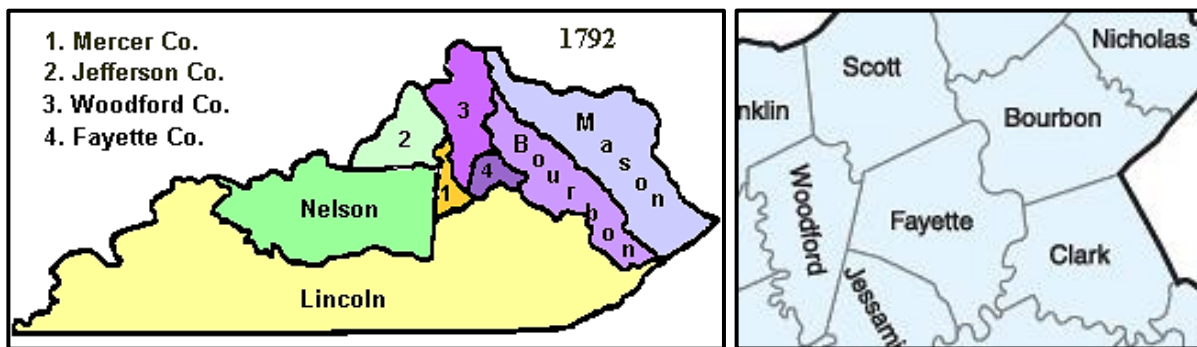 1. Mercer Co.
2. Jefferson Co.
3. Woodford Co.
4. Fayette Co.
1792
Mason
Bourbon
3
2
4
1
Nelson
Lincoln
Nicholas
Scott
Bourbon
nklin
Woodford
Fayette
Clark
Jessami